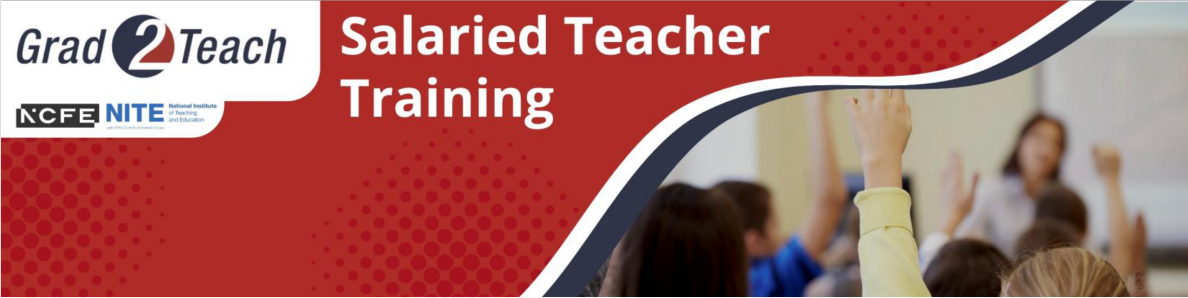 Grad 2 Teach
Salaried Teacher
Training
NCFE NITE National Institute
of Teaching
and Education